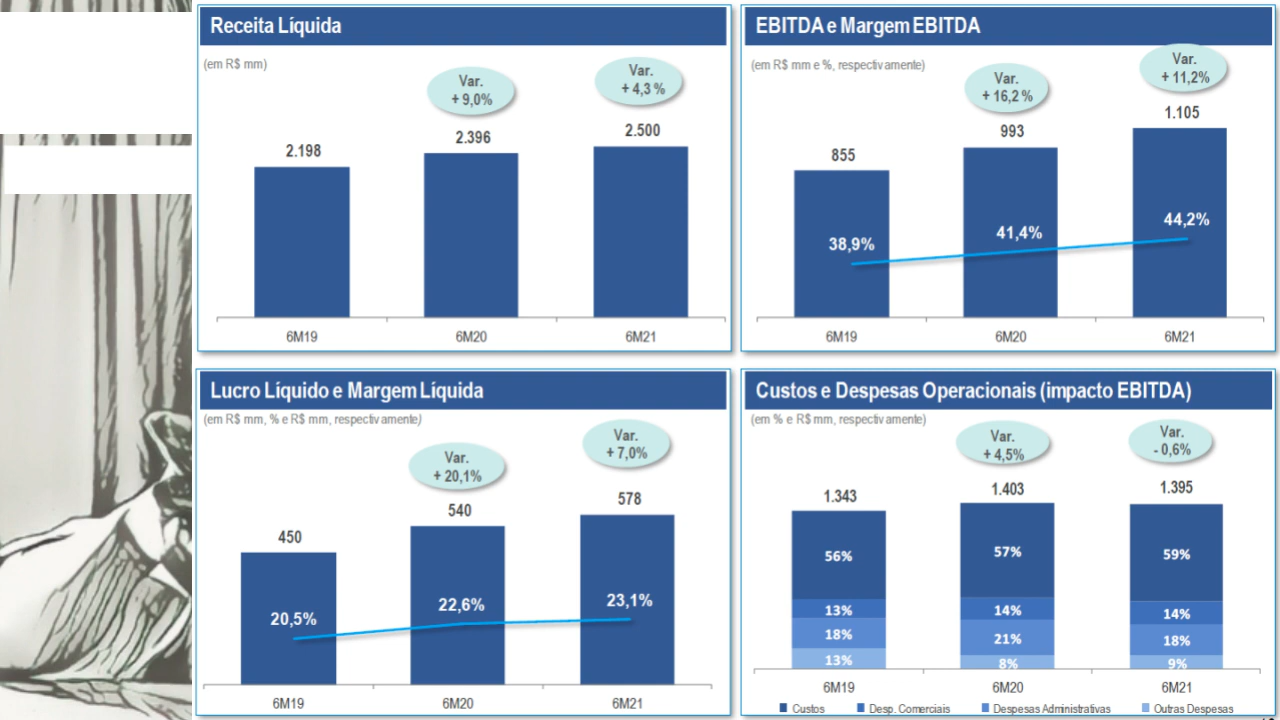 Receita Líquida
(em R$ mm)
Var.
+ 9,0%
Var.
+ 4,3 %
2.198
2.396
2.500
6M19
6M20
6M21
EBITDA e Margem EBITDA
(em R$ mm e %, respectivamente)
Var.
+ 16,2 %
Var.
+ 11,2%
855
993
1.105
38,9%
41,4%
44,2%
6M19
6M20
6M21
Lucro Líquido e Margem Líquida
(em R$ mm, % e R$ mm, respectivamente)
Var.
+ 20,1%
Var.
+ 7,0%
450
540
578
20,5%
22,6%
23,1%
6M19
6M20
6M21
Custos e Despesas Operacionais (impacto EBITDA)
(em % e R$ mm, respectivamente)
Var.
+ 4,5%
Var.
- 0,6%
1.343
1.403
1.395
56%
57%
59%
13%
14%
14%
18%
21%
18%
13%
8%
9%
6M19
6M20
6M21
Custos
Desp. Comerciais
Despesas Administrativas
Outras Despesas